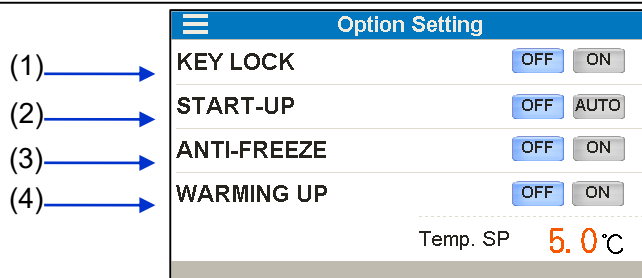 Option Setting
(1) KEY LOCK OFF ON
(2) START-UP OFF AUTO
(3) ANTI-FREEZE OFF ON
(4) WARMING UP OFF ON
Temp. SP 5.0℃